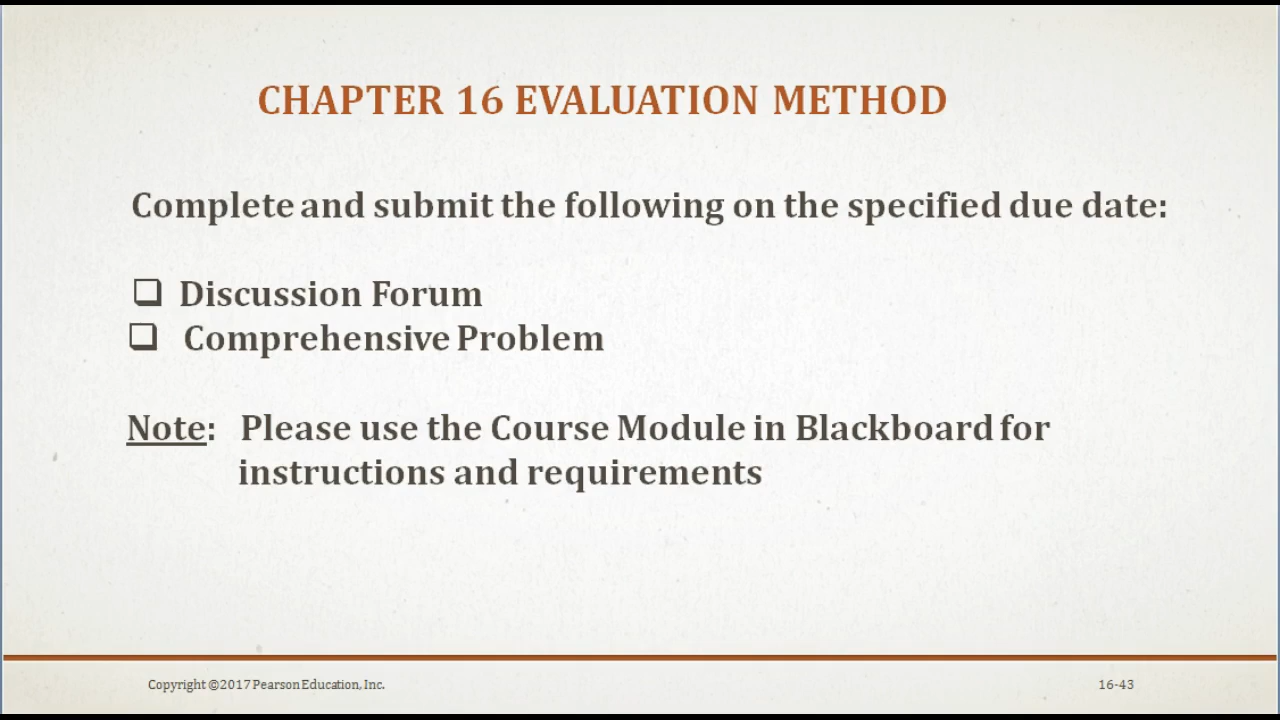 CHAPTER 16 EVALUATION METHOD
Complete and submit the following on the specified due date:
❑ Discussion Forum
❑ Comprehensive Problem
Note: Please use the Course Module in Blackboard for
instructions and requirements
Copyright ©2017 Pearson Education, Inc.
16-43